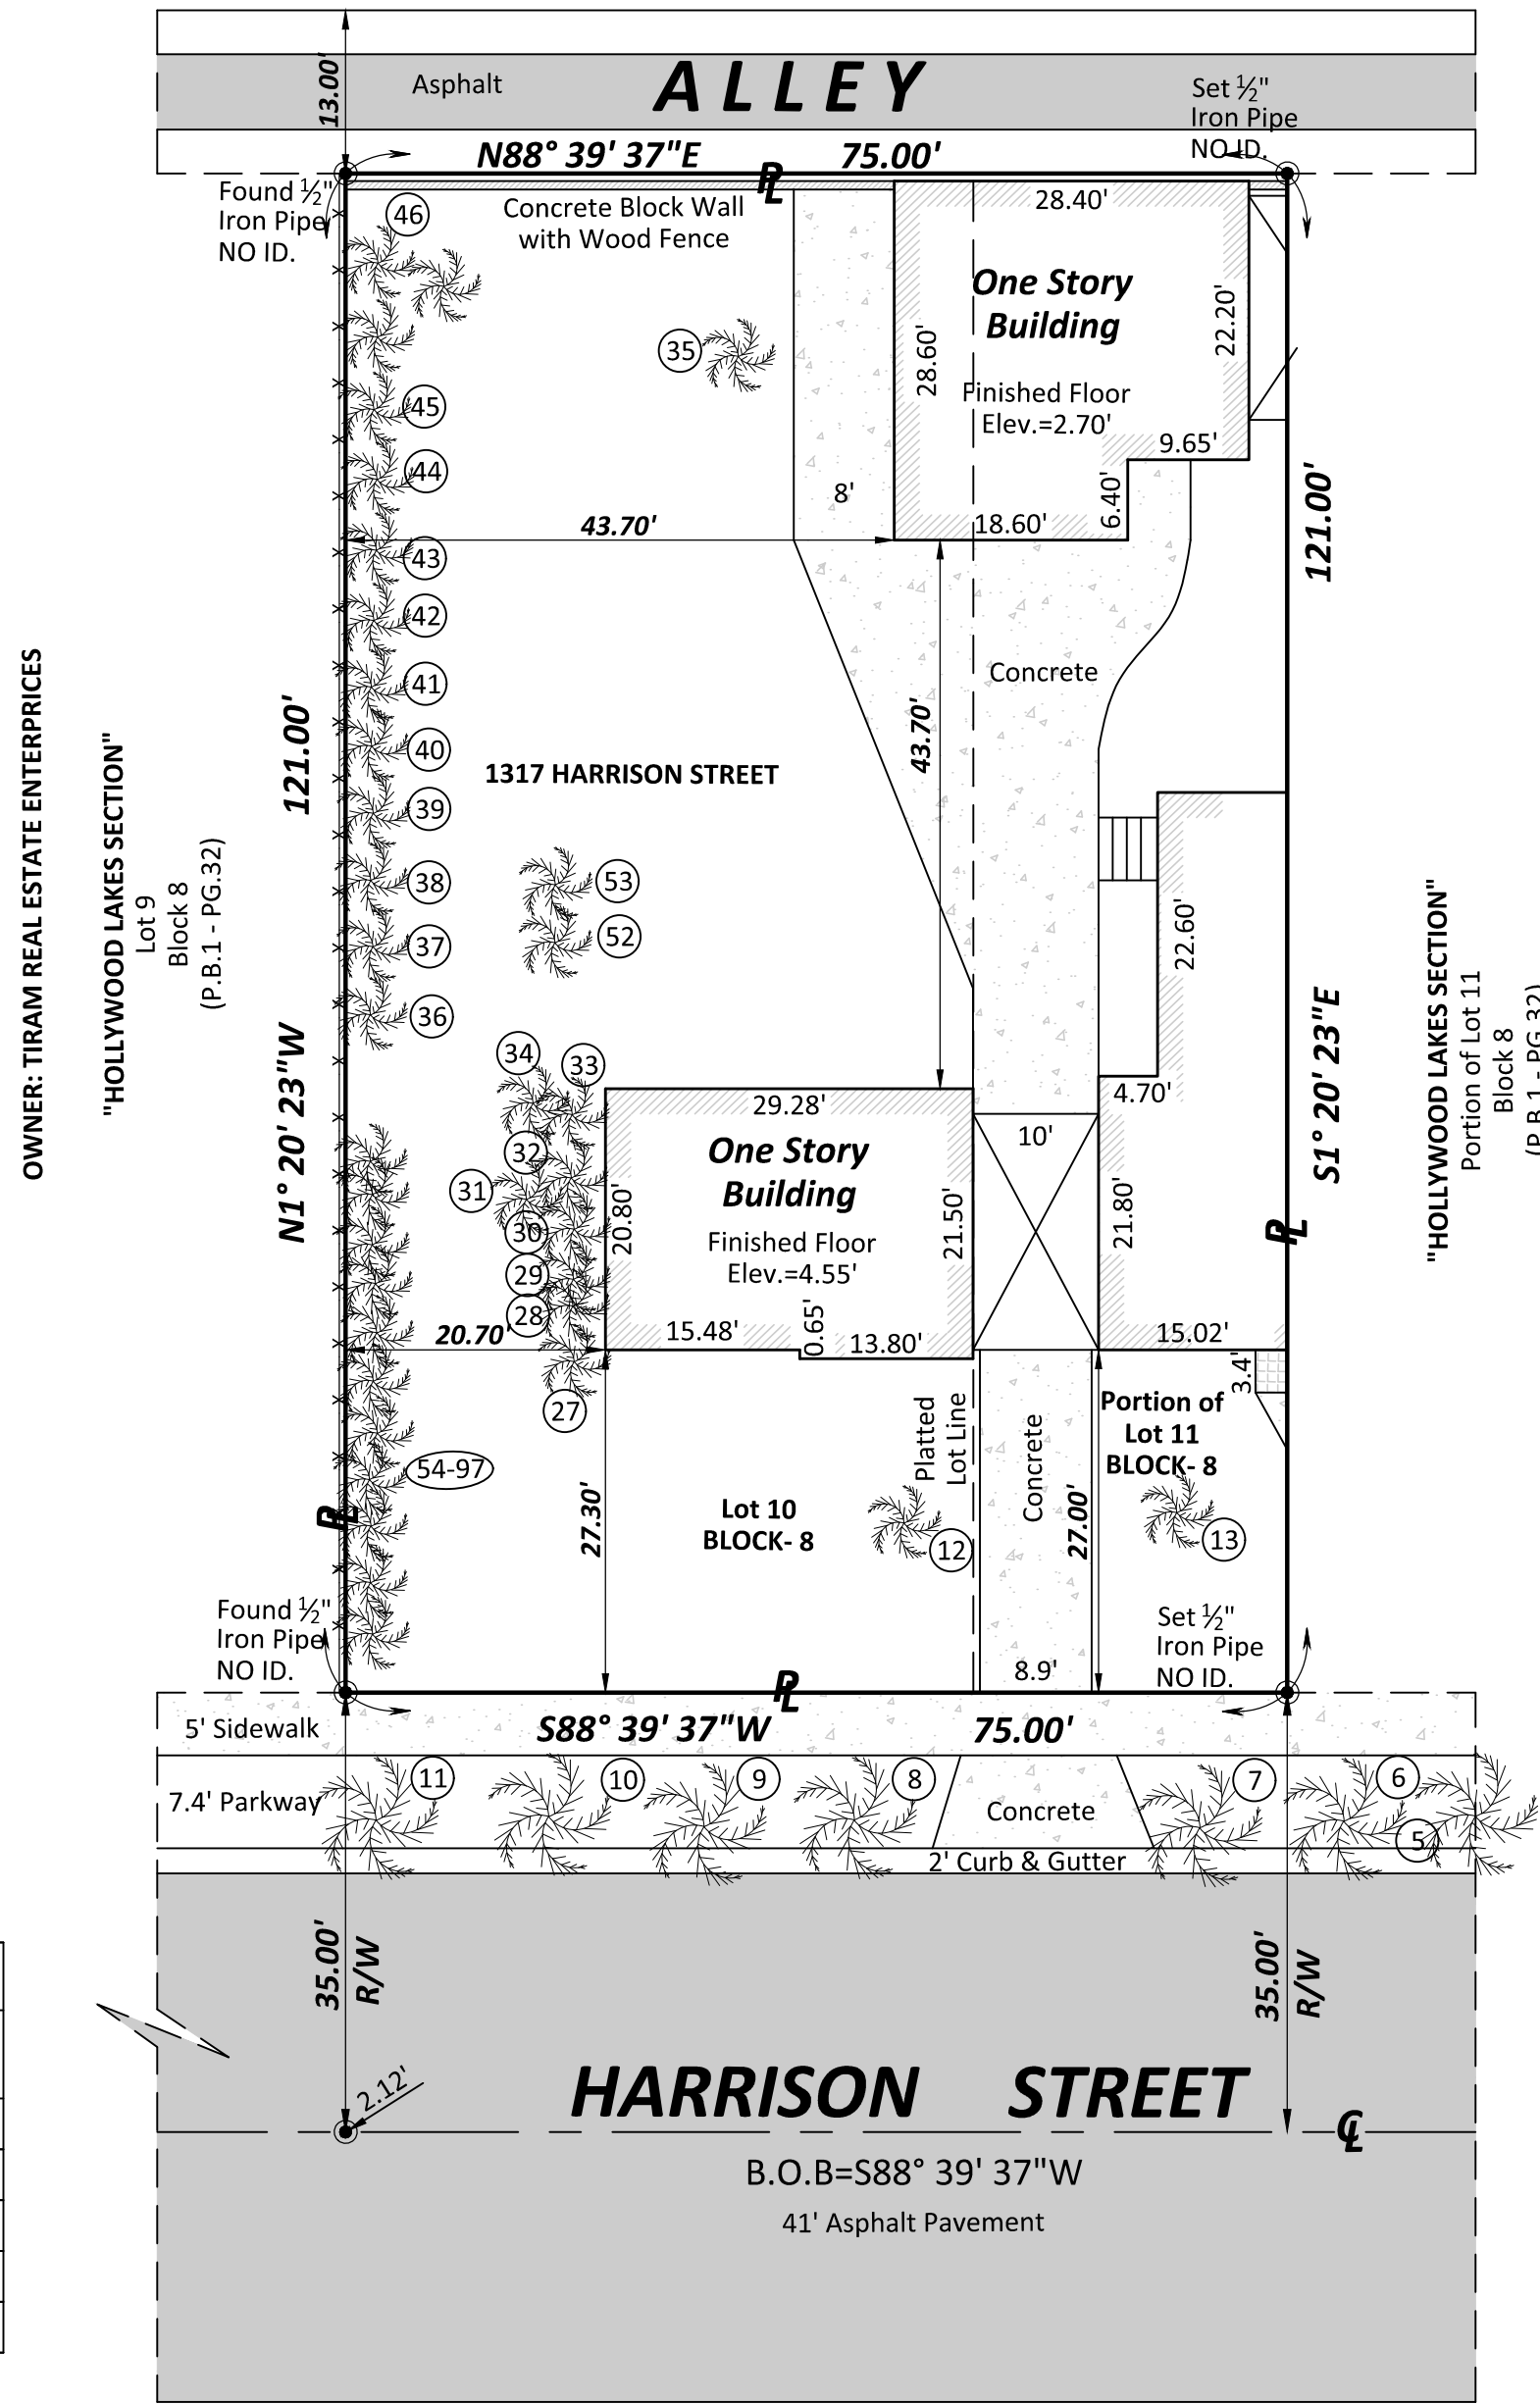 13.00'
Asphalt
ALLEY
Set ½"
Iron Pipe
NO ID.
N88° 39' 37"E
75.00'
PL
Found ½"
Iron Pipe
NO ID.
46
Concrete Block Wall
with Wood Fence
28.40'
One Story
Building
28.60'
22.20'
Finished Floor
Elev.=2.70'
35
45
44
9.65'
8'
6.40'
18.60'
43.70'
121.00'
43
42
41
40
39
38
37
36
Concrete
43.70'
121.00'
1317 HARRISON STREET
OWNER: TIRAM REAL ESTATE ENTERPRICES
"HOLLYWOOD LAKES SECTION"
Lot 9
Block 8
(P.B.1 - PG.32)
53
52
22.60'
"HOLLYWOOD LAKES SECTION"
Portion of Lot 11
Block 8
(P.B.1 - PG.32)
N1° 20' 23"W
S1° 20' 23"E
34
33
4.70'
29.28'
10'
One Story
Building
32
31
30
29
28
20.80'
21.50'
21.80'
PL
Finished Floor
Elev.=4.55'
20.70'
15.48'
0.65'
13.80'
15.02'
3.4'
27
Platted
Lot Line
Concrete
Portion of
Lot 11
BLOCK- 8
54-97
27.30'
Lot 10
BLOCK- 8
12
27.00'
13
PL
Found ½"
Iron Pipe
NO ID.
Set ½"
Iron Pipe
NO ID.
8.9'
PL
5' Sidewalk
S88° 39' 37"W
75.00'
7.4' Parkway
11
10
9
8
Concrete
7
6
5
2' Curb & Gutter
35.00'
R/W
35.00'
R/W
2.12'
HARRISON STREET
CL
B.O.B=S88° 39' 37"W
41' Asphalt Pavement